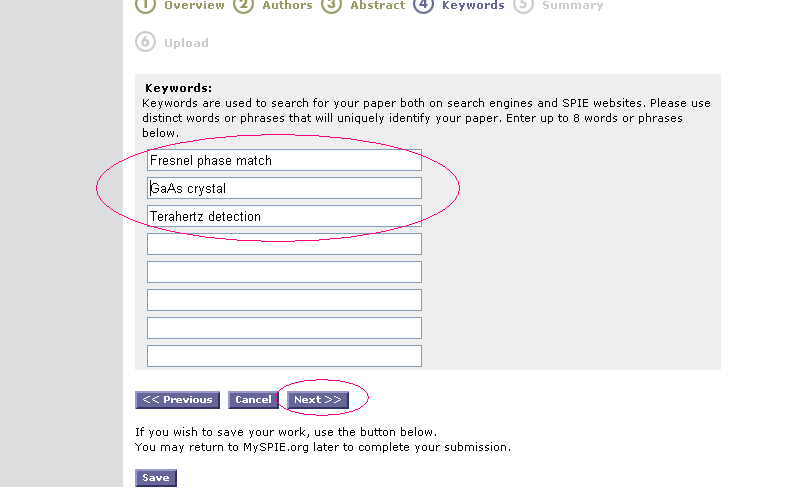 1 Overview 2 Authors 3 Abstract 4 Keywords 5 Summary
6 Upload
Keywords:
Keywords are used to search for your paper both on search engines and SPIE websites. Please use
distinct words or phrases that will uniquely identify your paper. Enter up to 8 words or phrases
below.
Fresnel phase match
GaAs crystal
Terahertz detection
<< Previous Cancel Next >>
If you wish to save your work, use the button below.
You may return to MySPIE.org later to complete your submission.
Save